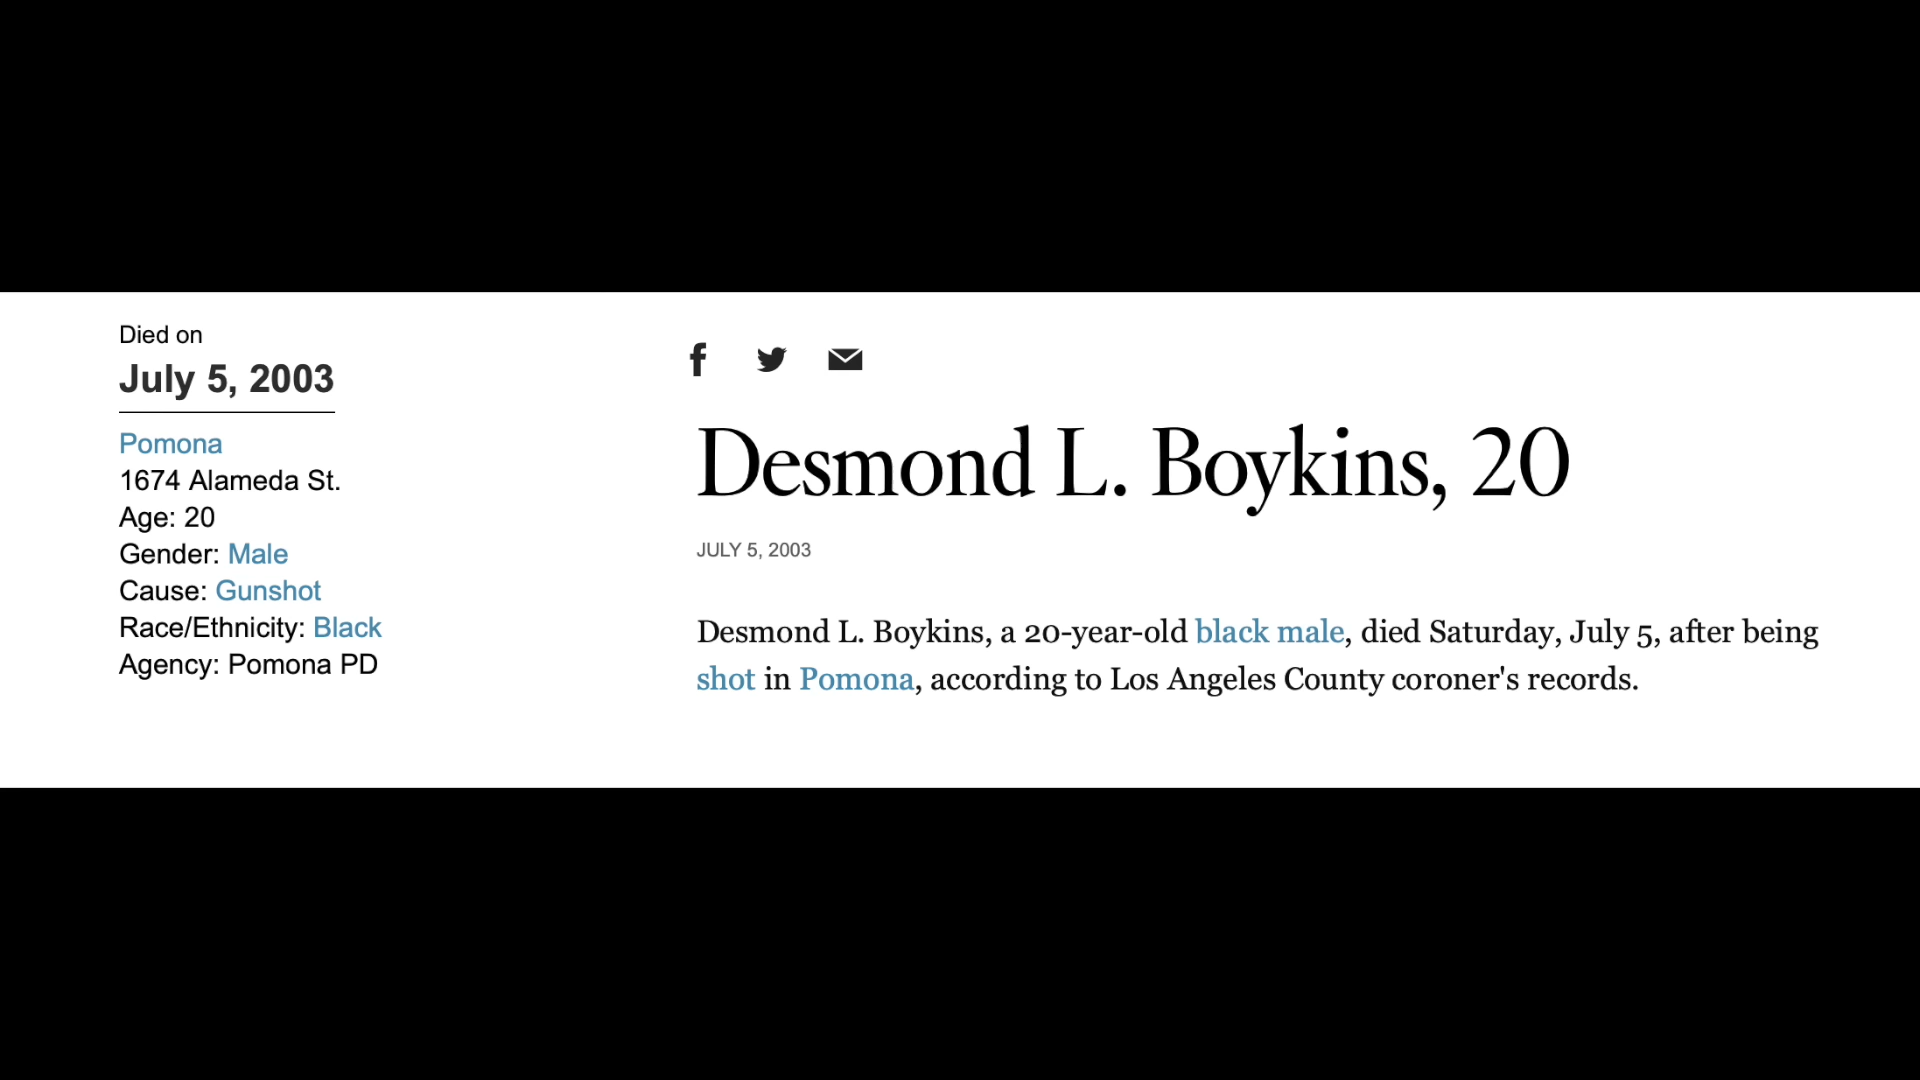 Died on
July 5, 2003
Pomona
1674 Alameda St.
Age: 20
Gender: Male
Cause: Gunshot
Race/Ethnicity: Black
Agency: Pomona PD
Desmond L. Boykins, 20
JULY 5, 2003
Desmond L. Boykins, a 20-year-old black male, died Saturday, July 5, after being
shot in Pomona, according to Los Angeles County coroner's records.